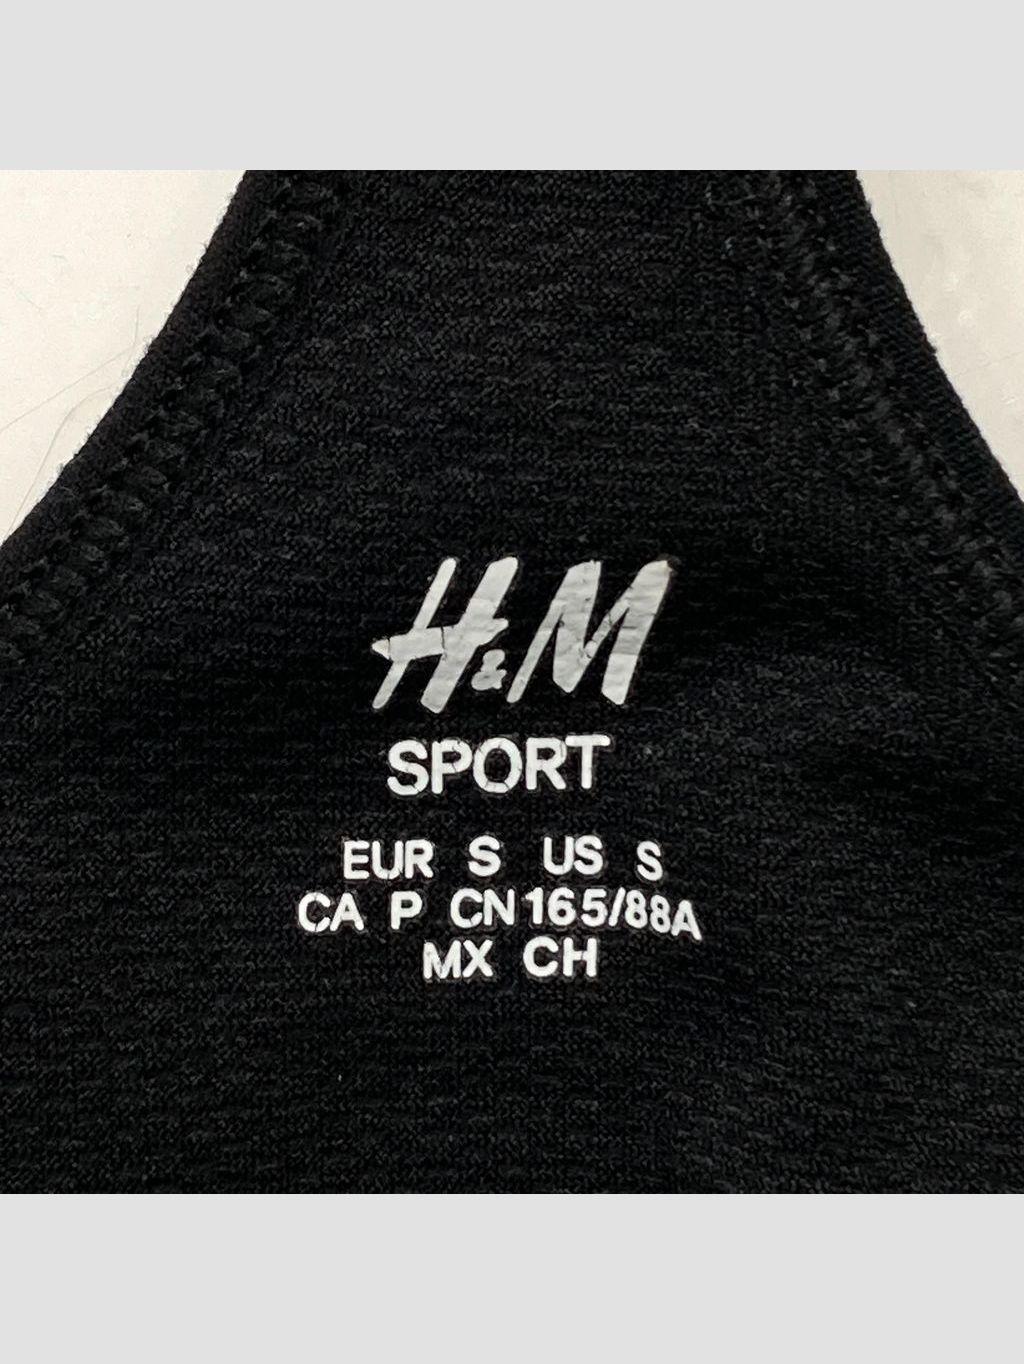 H&M
SPORT
EUR S US S
CA P CN 165/88A
MX CH